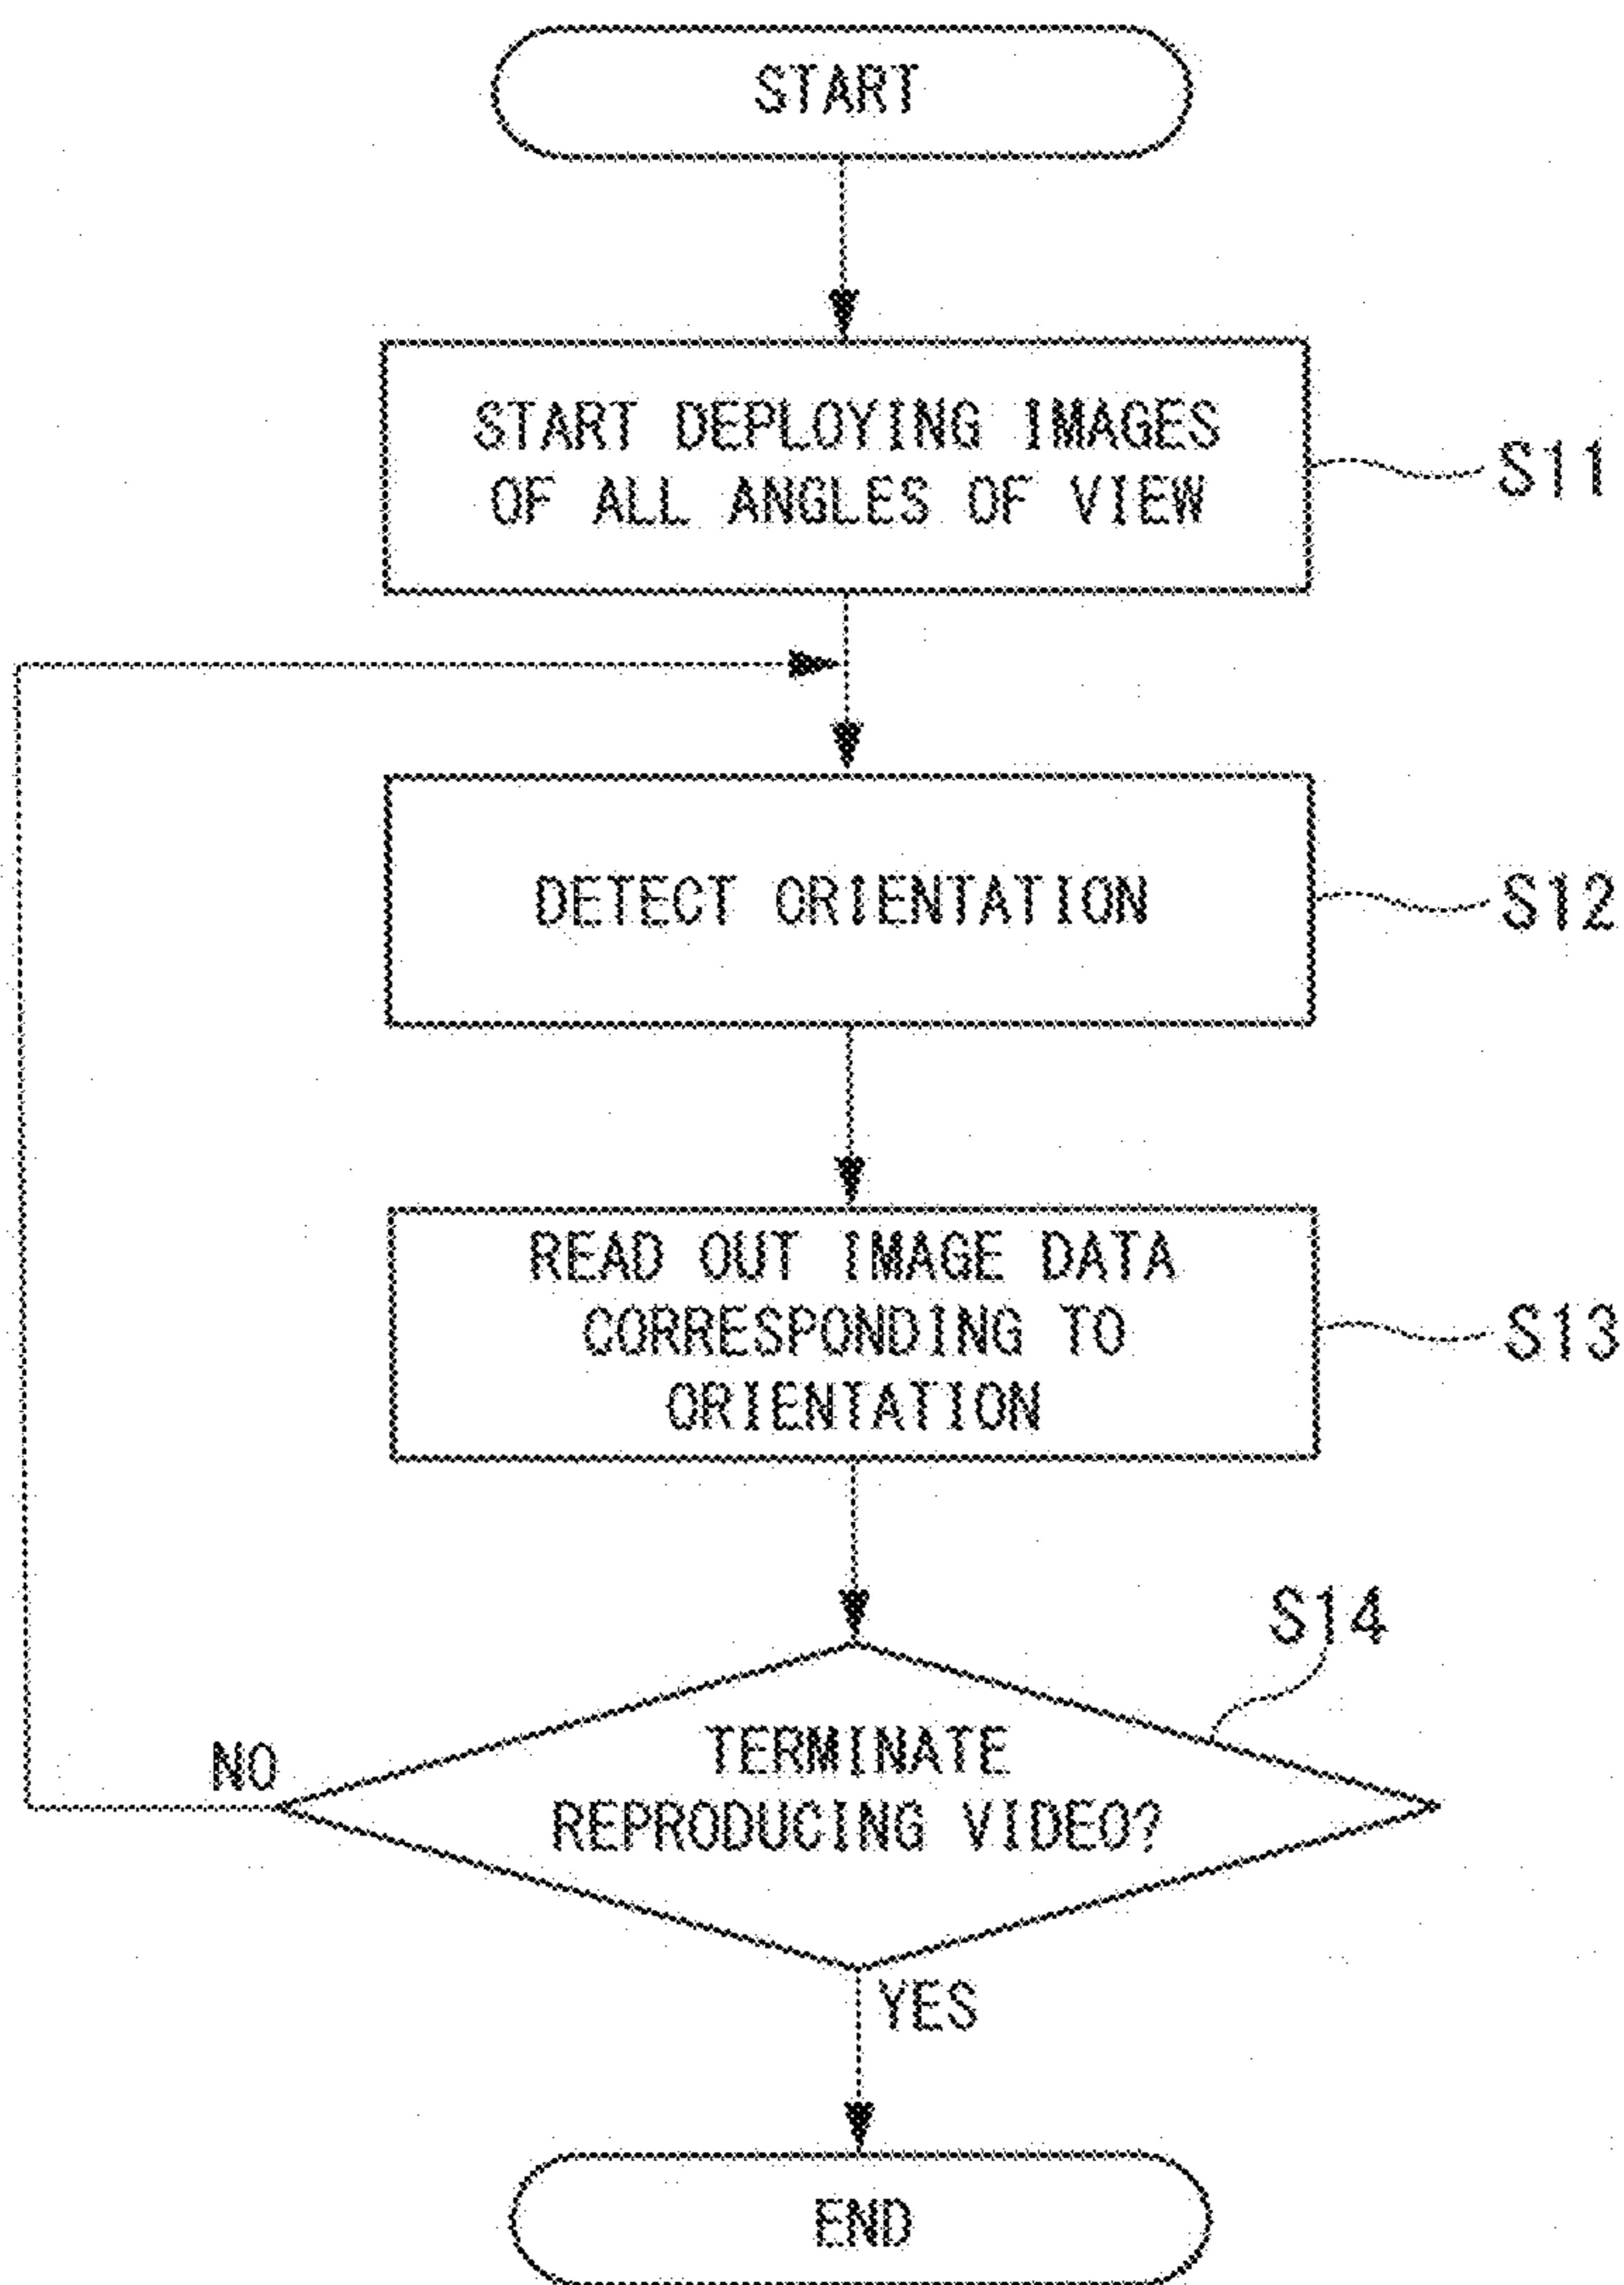 START
START DEPLOYING IMAGES
OF ALL ANGLES OF VIEW
S11
DETECT ORIENTATION
S12
READ OUT IMAGE DATA
CORRESPONDING TO
ORIENTATION
S13
S14
TERMINATE
REPRODUCING VIDEO?
NO
YES
END